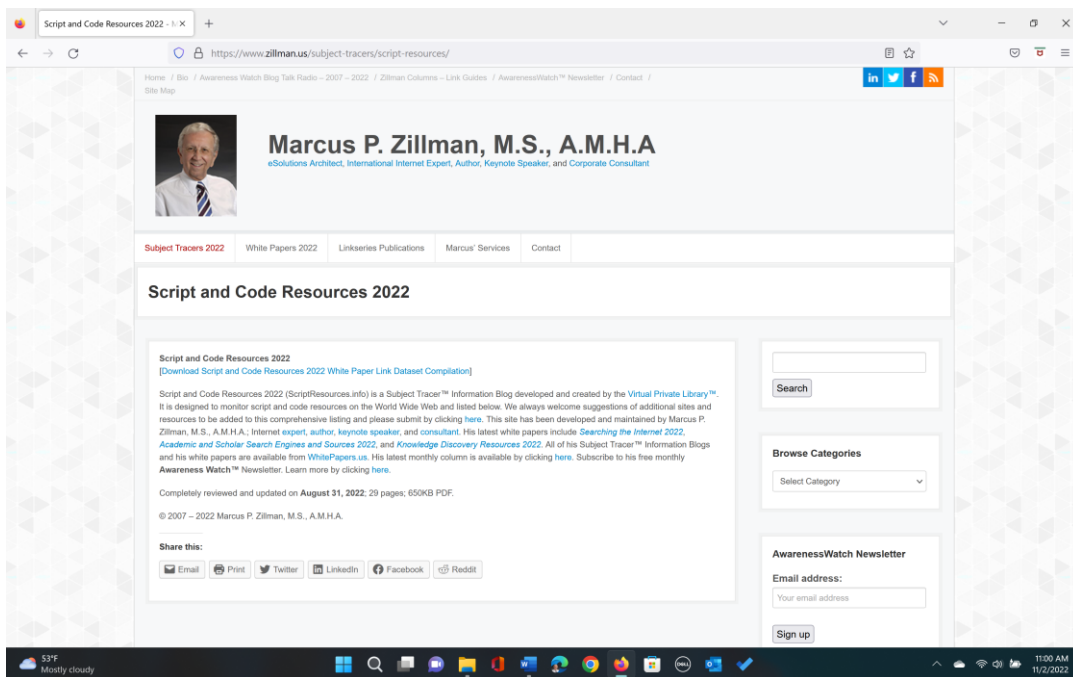 Script and Code Resources 2022 - M
https://www.zillman.us/subject-tracers/script-resources/
Home / Bio / Awareness Watch Blog Talk Radio – 2007 – 2022 / Zillman Columns – Link Guides / AwarenessWatch™ Newsletter / Contact /
Site Map
Marcus P. Zillman, M.S., A.M.H.A
eSolutions Architect, International Internet Expert, Author, Keynote Speaker, and Corporate Consultant
Subject Tracers 2022 White Papers 2022 Linkseries Publications Marcus' Services Contact
Script and Code Resources 2022
Script and Code Resources 2022
[Download Script and Code Resources 2022 White Paper Link Dataset Compilation]
Script and Code Resources 2022 (ScriptResources.info) is a Subject Tracer™ Information Blog developed and created by the Virtual Private Library™.
It is designed to monitor script and code resources on the World Wide Web and listed below. We always welcome suggestions of additional sites and
resources to be added to this comprehensive listing and please submit by clicking here. This site has been developed and maintained by Marcus P.
Zillman, M.S., A.M.H.A.; Internet expert, author, keynote speaker, and consultant. His latest white papers include Searching the Internet 2022,
Academic and Scholar Search Engines and Sources 2022, and Knowledge Discovery Resources 2022. All of his Subject Tracer™ Information Blogs
and his white papers are available from WhitePapers.us. His latest monthly column is available by clicking here. Subscribe to his free monthly
Awareness Watch™ Newsletter. Learn more by clicking here.
Completely reviewed and updated on August 31, 2022; 29 pages; 650KB PDF.
© 2007 – 2022 Marcus P. Zillman, M.S., A.M.H.A.
Share this:
Email Print Twitter LinkedIn Facebook Reddit
Search
Browse Categories
Select Category
AwarenessWatch Newsletter
Email address:
Your email address
Sign up
53°F
Mostly cloudy
11:00 AM
11/2/2022